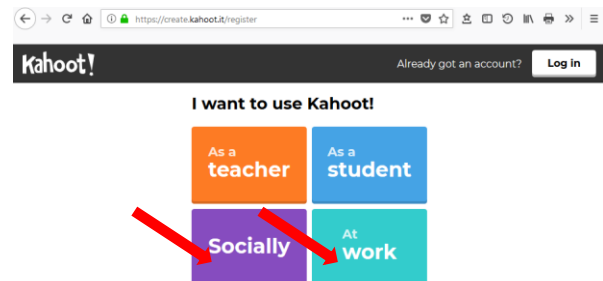 https://create.kahoot.it/register
Kahoot!
Already got an account?
Log in
I want to use Kahoot!
As a
teacher
As a
student
Socially
At
work